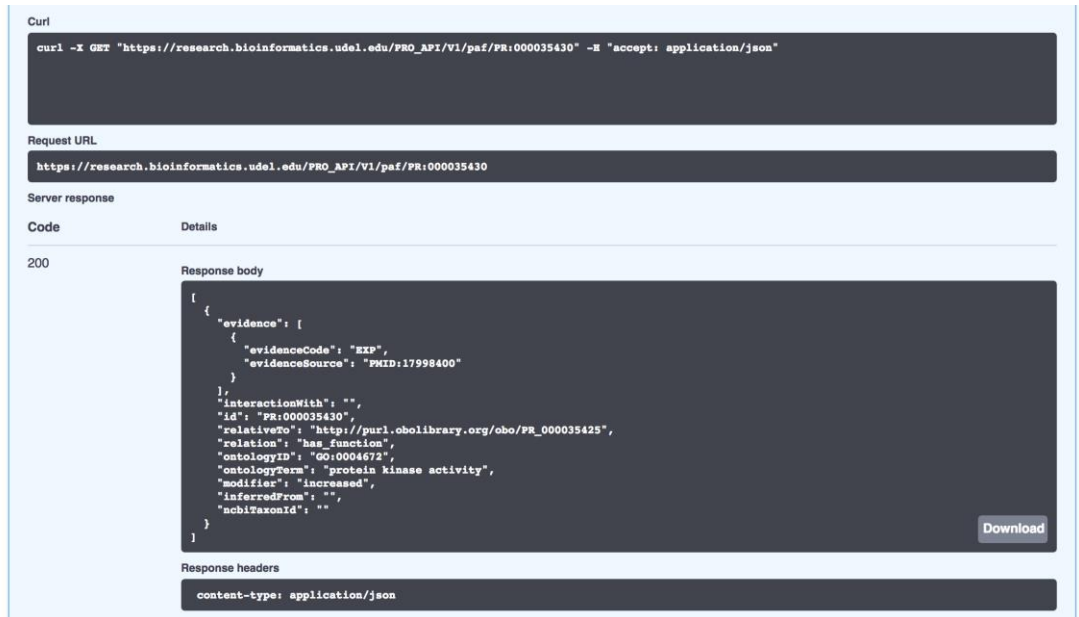 Curl
curl -X GET "https://research.bioinformatics.udel.edu/PRO_API/V1/paf/PR:000035430" -H "accept: application/json"
Request URL
https://research.bioinformatics.udel.edu/PRO_API/V1/paf/PR:000035430
Server response
Code Details
200
Response body
[
  {
    "evidence": [
      {
        "evidenceCode": "EXP",
        "evidenceSource": "PMID:17998400"
      }
    ],
    "interactionWith": "",
    "id": "PR:000035430",
    "relativeTo": "http://purl.obolibrary.org/obo/PR_000035425",
    "relation": "has_function",
    "ontologyID": "GO:0004672",
    "ontologyTerm": "protein kinase activity",
    "modifier": "increased",
    "inferredFrom": "",
    "ncbiTaxonId": ""
  }
]
Download
Response headers
content-type: application/json